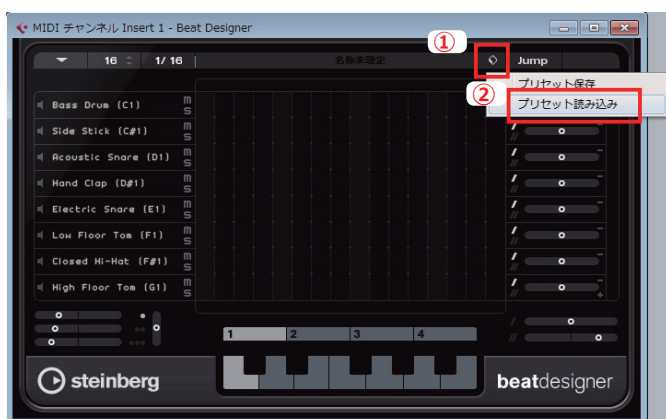 MIDI チャンネル Insert 1 - Beat Designer
①
16 1/16 名称未設定 Jump
プリセット保存
② プリセット読み込み
Bass Drum (C1) m S
Side Stick (C#1) m S
Acoustic Snare (D1) m S
Hand Clap (D#1) m S
Electric Snare (E1) m S
Low Floor Tom (F1) m S
Closed Hi-Hat (F#1) m S
High Floor Tom (G1) m S
1 2 3 4
steinberg beatdesigner